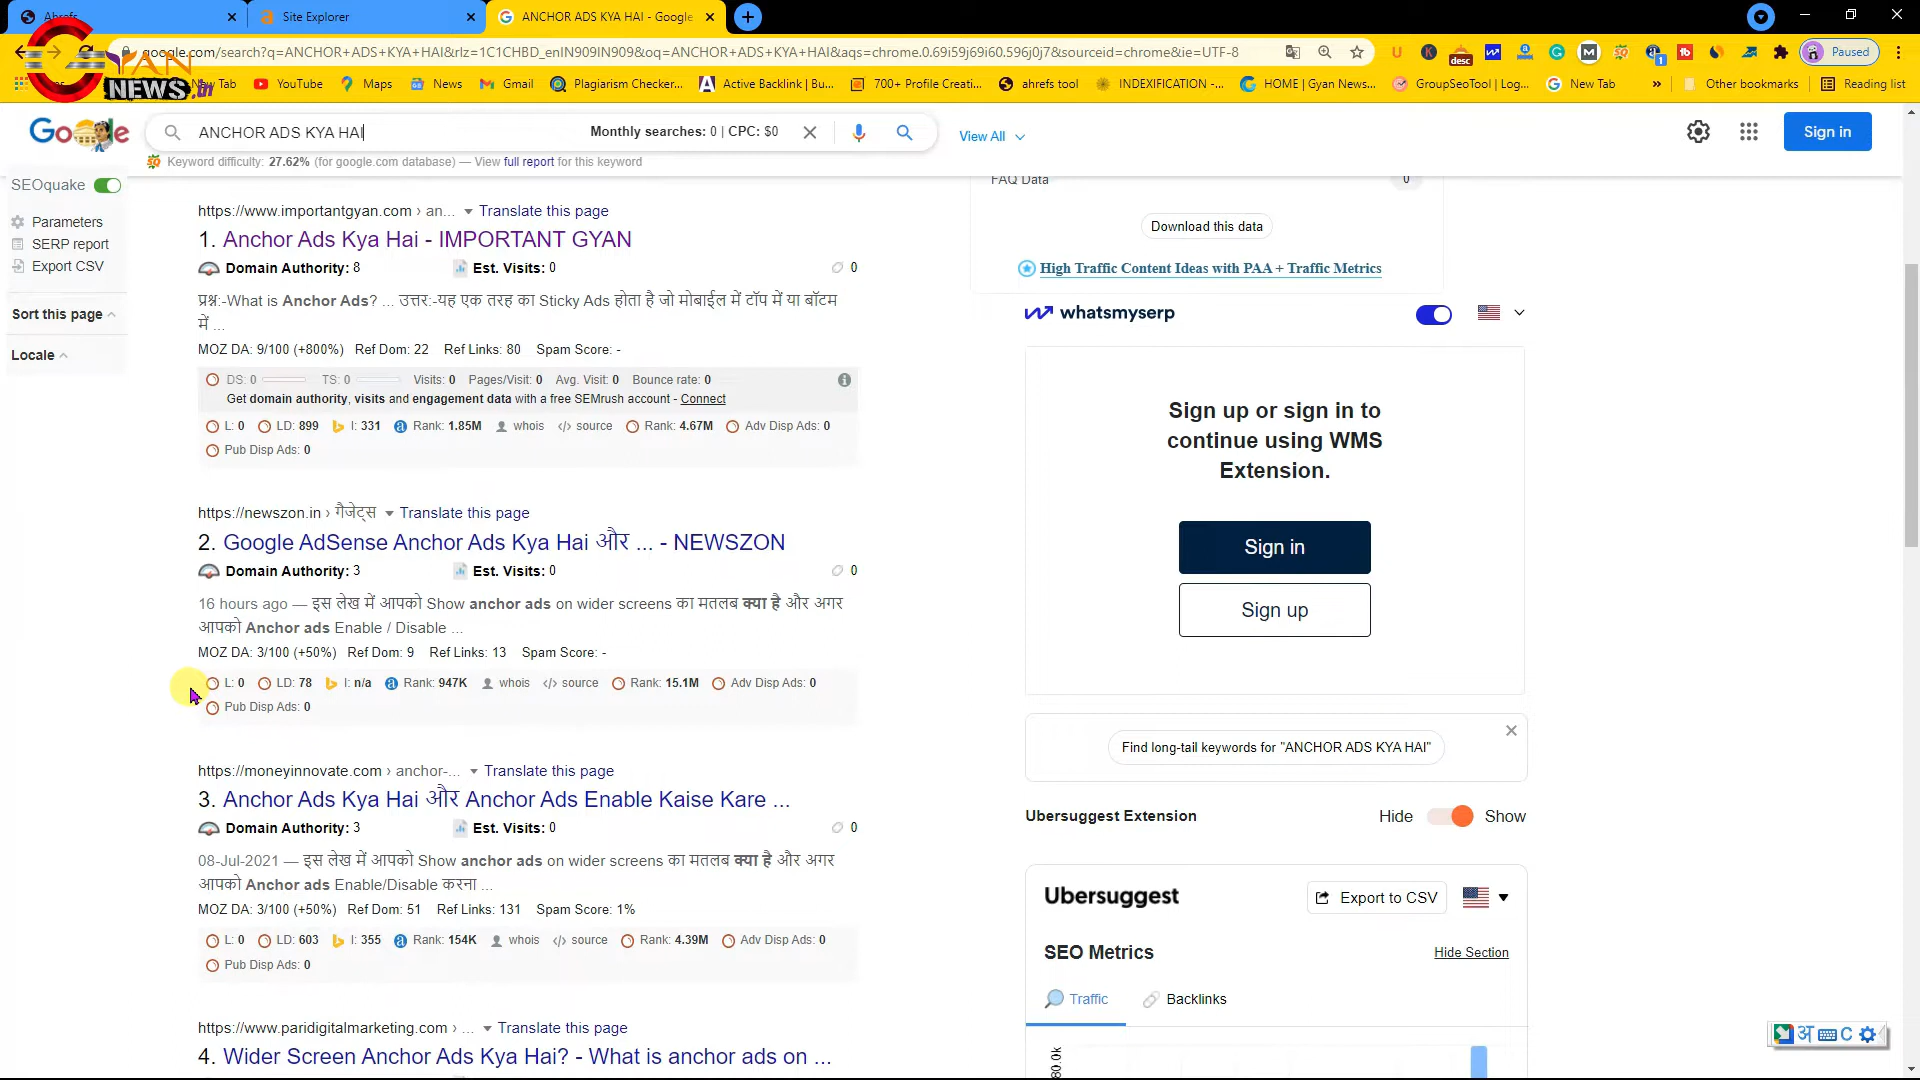 Ahrefs
Site Explorer
ANCHOR ADS KYA HAI - Google
google.com/search?q=ANCHOR+ADS+KYA+HAI&rlz=1C1CHBD_enIN909IN909&oq=ANCHOR+ADS+KYA+HAI&aqs=chrome.0.69i59j69i60.596j0j7&sourceid=chrome&ie=UTF-8
Paused
GYAN
NEWS.in
Tab
YouTube
Maps
News
Gmail
Plagiarism Checker...
Active Backlink | Bu...
700+ Profile Creati...
ahrefs tool
INDEXIFICATION -...
HOME | Gyan News...
GroupSeoTool | Log...
New Tab
»
Other bookmarks
Reading list
Google
ANCHOR ADS KYA HAI
Monthly searches: 0 | CPC: $0
View All
Sign in
Keyword difficulty: 27.62% (for google.com database) — View full report for this keyword
SEOquake
Parameters
SERP report
Export CSV
Sort this page
Locale
https://www.importantgyan.com › an... Translate this page
1. Anchor Ads Kya Hai - IMPORTANT GYAN
Domain Authority: 8 Est. Visits: 0 0
प्रश्न:-What is Anchor Ads? ... उत्तर:-यह एक तरह का Sticky Ads होता है जो मोबाईल में टॉप में या बॉटम
में ...
MOZ DA: 9/100 (+800%) Ref Dom: 22 Ref Links: 80 Spam Score: -
DS: 0 TS: 0 Visits: 0 Pages/Visit: 0 Avg. Visit: 0 Bounce rate: 0
Get domain authority, visits and engagement data with a free SEMrush account - Connect
L: 0 LD: 899 I: 331 Rank: 1.85M whois source Rank: 4.67M Adv Disp Ads: 0
Pub Disp Ads: 0
https://newszon.in › गैजेट्स Translate this page
2. Google AdSense Anchor Ads Kya Hai और ... - NEWSZON
Domain Authority: 3 Est. Visits: 0 0
16 hours ago — इस लेख में आपको Show anchor ads on wider screens का मतलब क्या है और अगर
आपको Anchor ads Enable / Disable ...
MOZ DA: 3/100 (+50%) Ref Dom: 9 Ref Links: 13 Spam Score: -
L: 0 LD: 78 I: n/a Rank: 947K whois source Rank: 15.1M Adv Disp Ads: 0
Pub Disp Ads: 0
https://moneyinnovate.com › anchor-... Translate this page
3. Anchor Ads Kya Hai और Anchor Ads Enable Kaise Kare ...
Domain Authority: 3 Est. Visits: 0 0
08-Jul-2021 — इस लेख में आपको Show anchor ads on wider screens का मतलब क्या है और अगर
आपको Anchor ads Enable/Disable करना ...
MOZ DA: 3/100 (+50%) Ref Dom: 51 Ref Links: 131 Spam Score: 1%
L: 0 LD: 603 I: 355 Rank: 154K whois source Rank: 4.39M Adv Disp Ads: 0
Pub Disp Ads: 0
https://www.paridigitalmarketing.com › ... Translate this page
4. Wider Screen Anchor Ads Kya Hai? - What is anchor ads on ...
FAQ Data 0
Download this data
High Traffic Content Ideas with PAA + Traffic Metrics
whatsmyserp
Sign up or sign in to
continue using WMS
Extension.
Sign in
Sign up
Find long-tail keywords for "ANCHOR ADS KYA HAI"
Ubersuggest Extension
Hide
Show
Ubersuggest
Export to CSV
SEO Metrics
Hide Section
Traffic
Backlinks
80.0k
अ
C